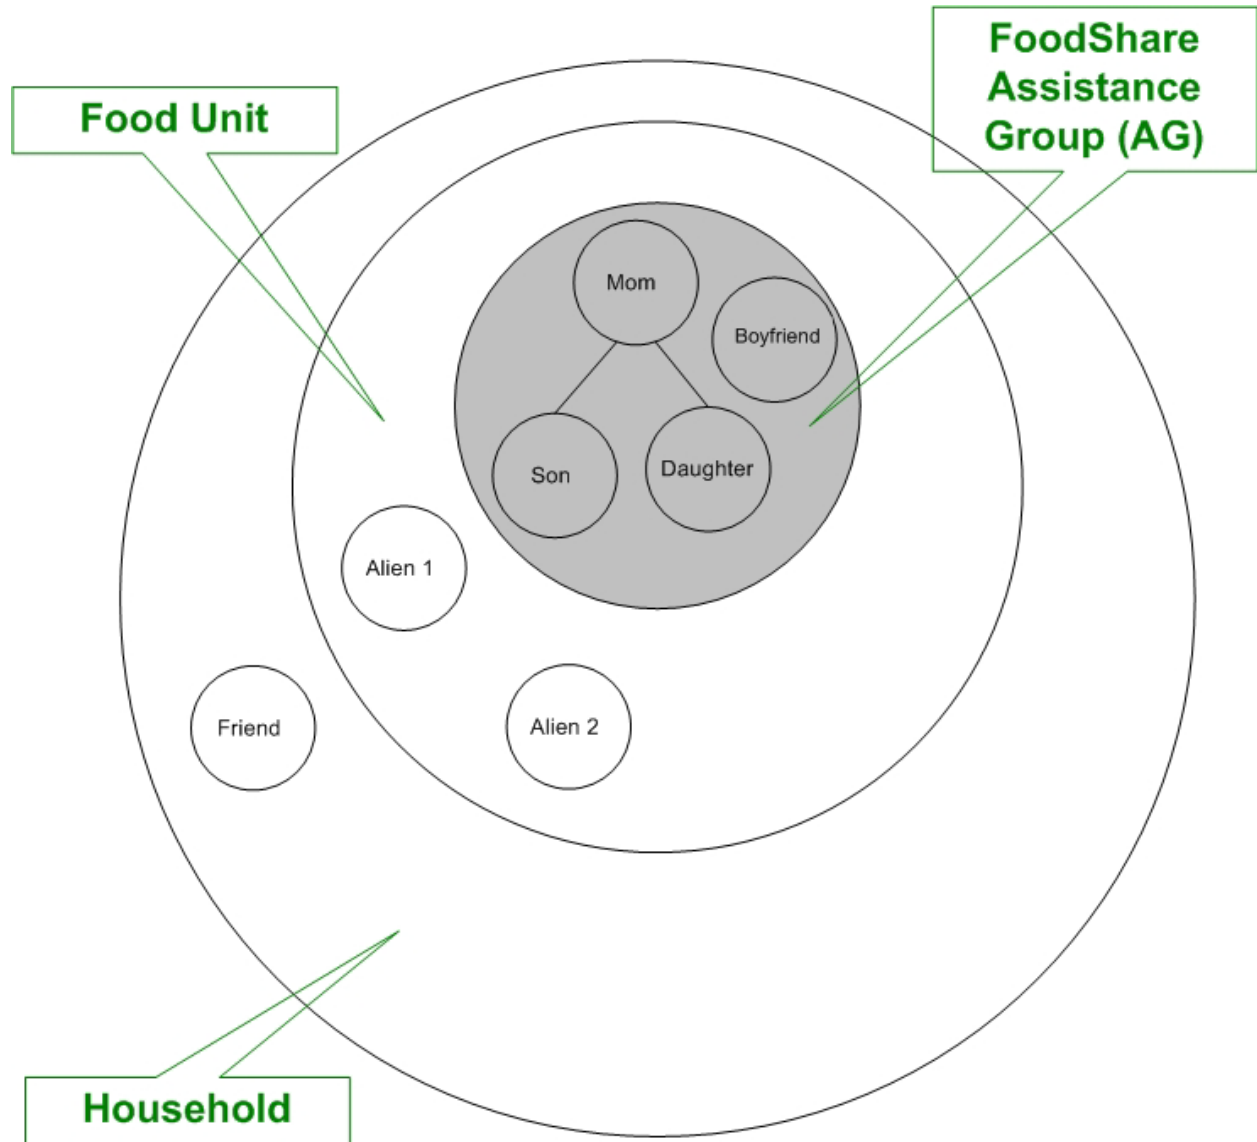 FoodShare
Assistance
Group (AG)
Food Unit
Mom
Boyfriend
Son
Daughter
Alien 1
Friend
Alien 2
Household